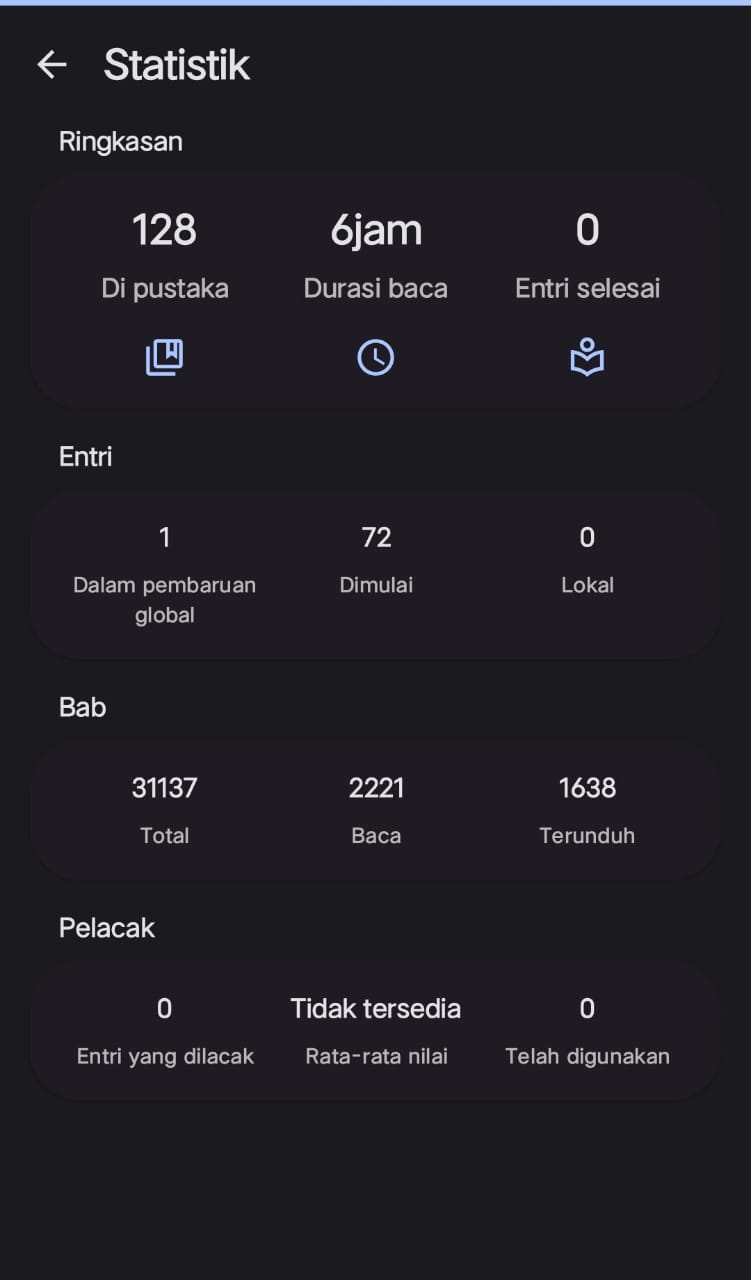 Statistik
Ringkasan
128 6jam 0
Di pustaka Durasi baca Entri selesai
Entri
1 72 0
Dalam pembaruan global Dimulai Lokal
Bab
31137 2221 1638
Total Baca Terunduh
Pelacak
0 Tidak tersedia 0
Entri yang dilacak Rata-rata nilai Telah digunakan